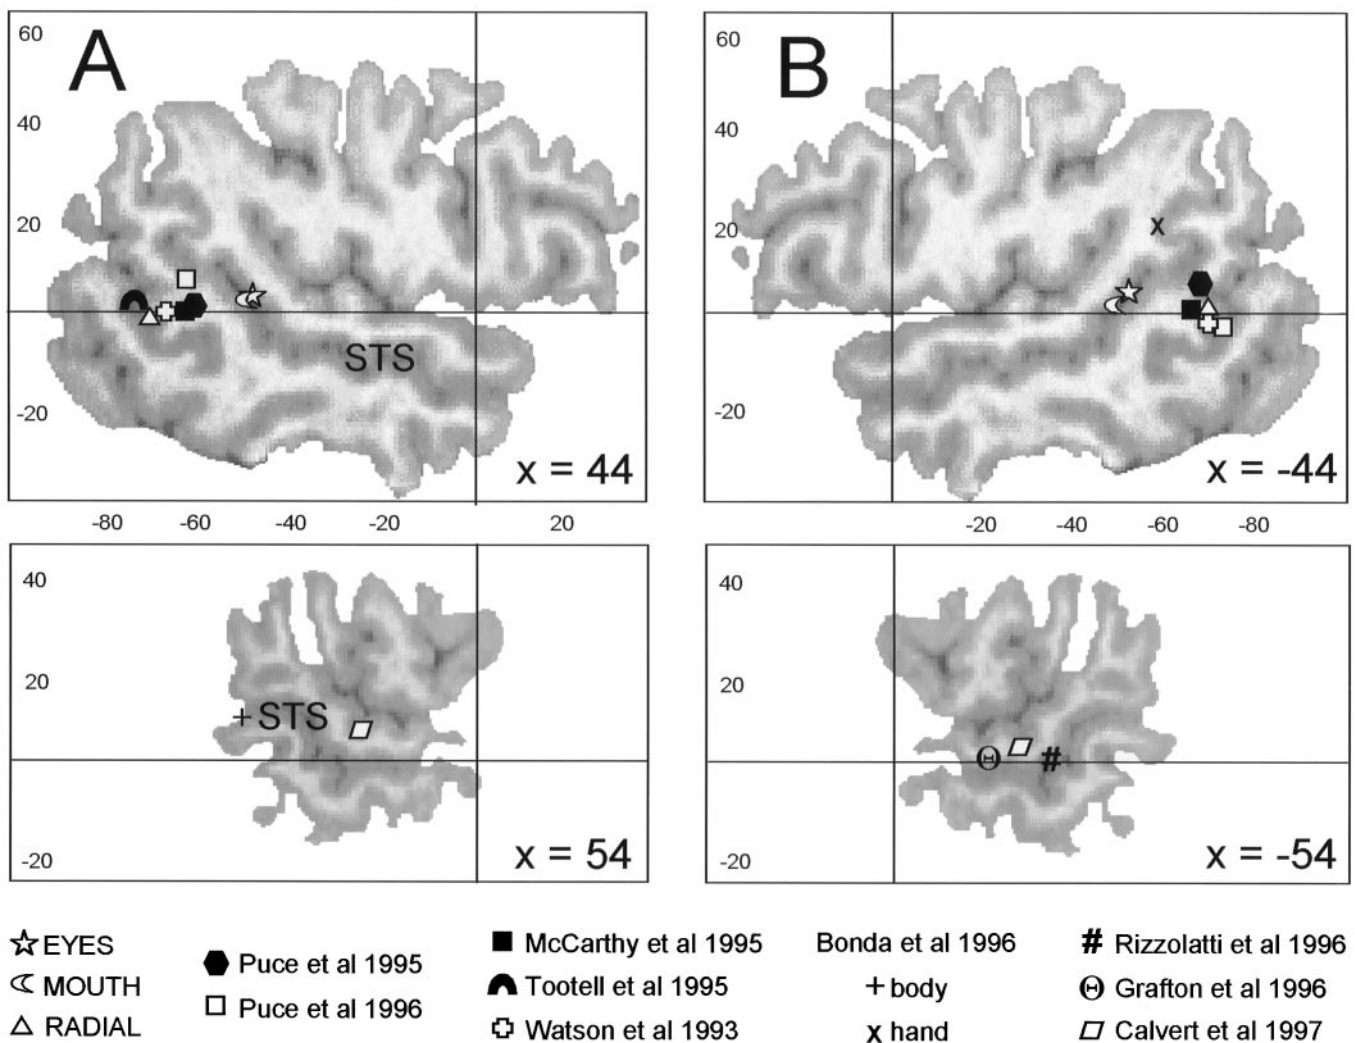 A
60
40
20
STS
-20
x = 44
-80 -60 -40 -20 20
B
60
40
20
x
-20
x = -44
-20 -40 -60 -80
40
20
+STS
-20
x = 54
40
20
Θ #
-20
x = -54
EYES
MOUTH
RADIAL
Puce et al 1995
Puce et al 1996
McCarthy et al 1995
Tootell et al 1995
Watson et al 1993
Bonda et al 1996
+ body
x hand
# Rizzolatti et al 1996
Θ Grafton et al 1996
Calvert et al 1997